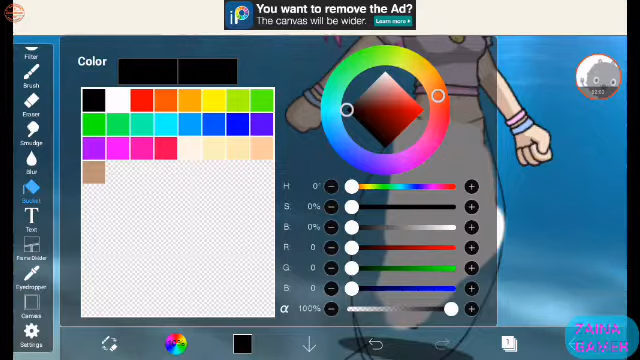 You want to remove the Ad?
The canvas will be wider.
Learn more ▸
Color
Filter
Brush
Eraser
Smudge
Blur
Bucket
Text
Frame Divider
Eyedropper
Canvas
Settings
H: 0°
S: 0%
B: 0%
R: 0
G: 0
B: 0
α 100%
1
ZAINA
GAMER